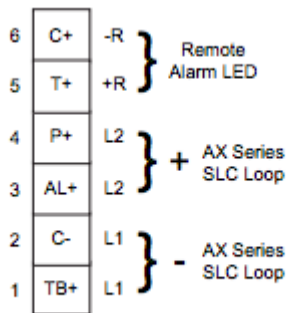 6 C+ -R
Remote
Alarm LED
5 T+ +R
4 P+ L2
+ AX Series
SLC Loop
3 AL+ L2
2 C- L1
- AX Series
SLC Loop
1 TB+ L1